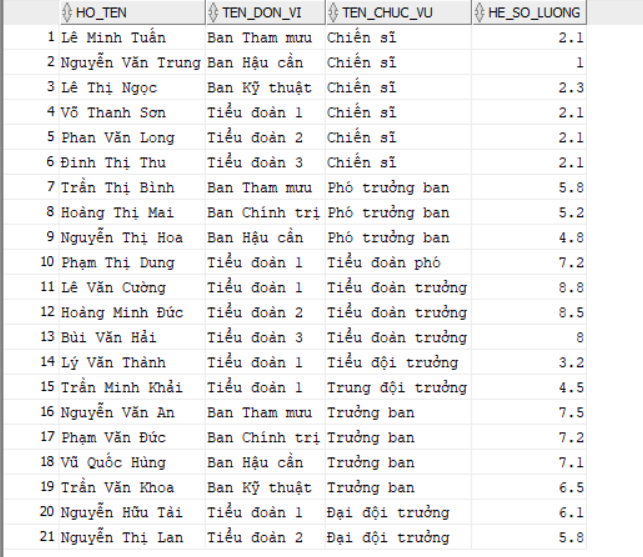 HO_TEN TEN_DON_VI TEN_CHUC_VU HE_SO_LUONG
1 Lê Minh Tuấn Ban Tham mưu Chiến sĩ 2.1
2 Nguyễn Văn Trung Ban Hậu cần Chiến sĩ 1
3 Lê Thị Ngọc Ban Kỹ thuật Chiến sĩ 2.3
4 Võ Thanh Sơn Tiểu đoàn 1 Chiến sĩ 2.1
5 Phan Văn Long Tiểu đoàn 2 Chiến sĩ 2.1
6 Đinh Thị Thu Tiểu đoàn 3 Chiến sĩ 2.1
7 Trần Thị Bình Ban Tham mưu Phó trưởng ban 5.8
8 Hoàng Thị Mai Ban Chính trị Phó trưởng ban 5.2
9 Nguyễn Thị Hoa Ban Hậu cần Phó trưởng ban 4.8
10 Phạm Thị Dung Tiểu đoàn 1 Tiểu đoàn phó 7.2
11 Lê Văn Cường Tiểu đoàn 1 Tiểu đoàn trưởng 8.8
12 Hoàng Minh Đức Tiểu đoàn 2 Tiểu đoàn trưởng 8.5
13 Bùi Văn Hải Tiểu đoàn 3 Tiểu đoàn trưởng 8
14 Lý Văn Thành Tiểu đoàn 1 Tiểu đội trưởng 3.2
15 Trần Minh Khải Tiểu đoàn 1 Trung đội trưởng 4.5
16 Nguyễn Văn An Ban Tham mưu Trưởng ban 7.5
17 Phạm Văn Đức Ban Chính trị Trưởng ban 7.2
18 Vũ Quốc Hùng Ban Hậu cần Trưởng ban 7.1
19 Trần Văn Khoa Ban Kỹ thuật Trưởng ban 6.5
20 Nguyễn Hữu Tài Tiểu đoàn 1 Đại đội trưởng 6.1
21 Nguyễn Thị Lan Tiểu đoàn 2 Đại đội trưởng 5.8